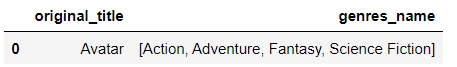 original_title genres_name
0 Avatar [Action, Adventure, Fantasy, Science Fiction]